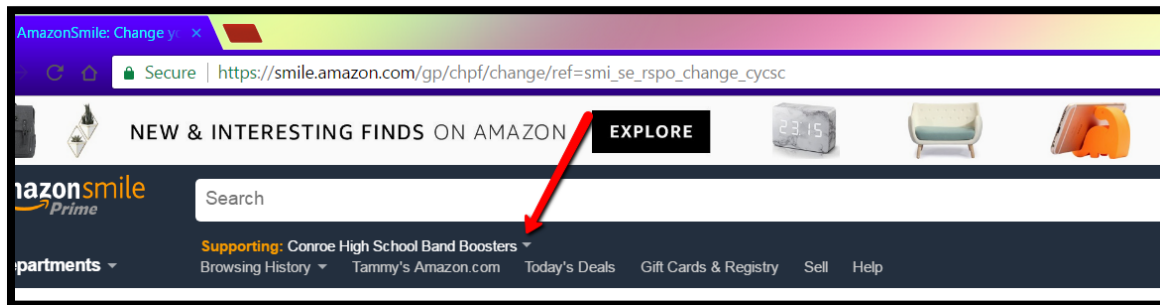 AmazonSmile: Change yo
Secure | https://smile.amazon.com/gp/chpf/change/ref=smi_se_rspo_change_cycsc
NEW & INTERESTING FINDS ON AMAZON EXPLORE 23:15
mazonsmile
Prime
Search
Supporting: Conroe High School Band Boosters
epartments Browsing History Tammy's Amazon.com Today's Deals Gift Cards & Registry Sell Help